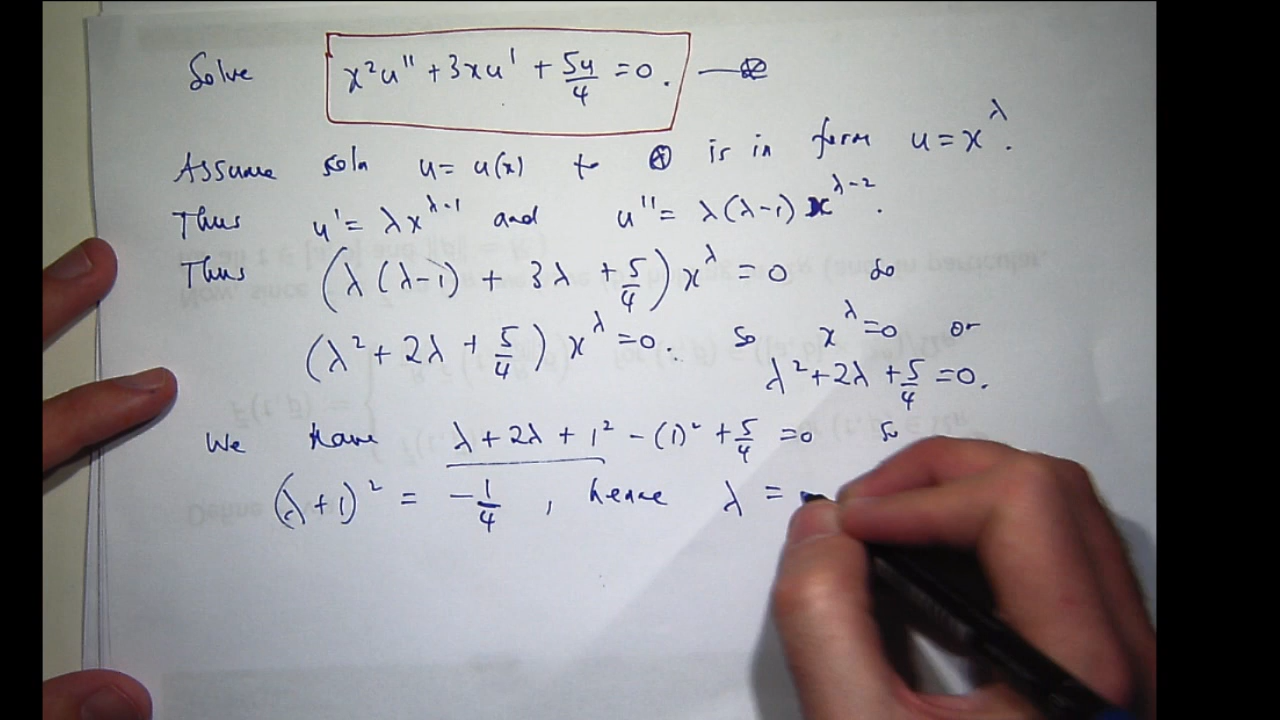 Solve x²u'' + 3xu' + 5u/4 = 0. — ⊛
Assume soln u = u(x) to ⊛ is in form u = x^λ.
Thus u' = λx^(λ-1) and u'' = λ(λ-1)x^(λ-2).
Thus (λ(λ-1) + 3λ + 5/4) x^λ = 0 so
(λ² + 2λ + 5/4) x^λ = 0. So x^λ = 0 or
λ² + 2λ + 5/4 = 0.
We have λ + 2λ + 1² - (1)² + 5/4 = 0 so
(λ + 1)² = -1/4, hence λ =